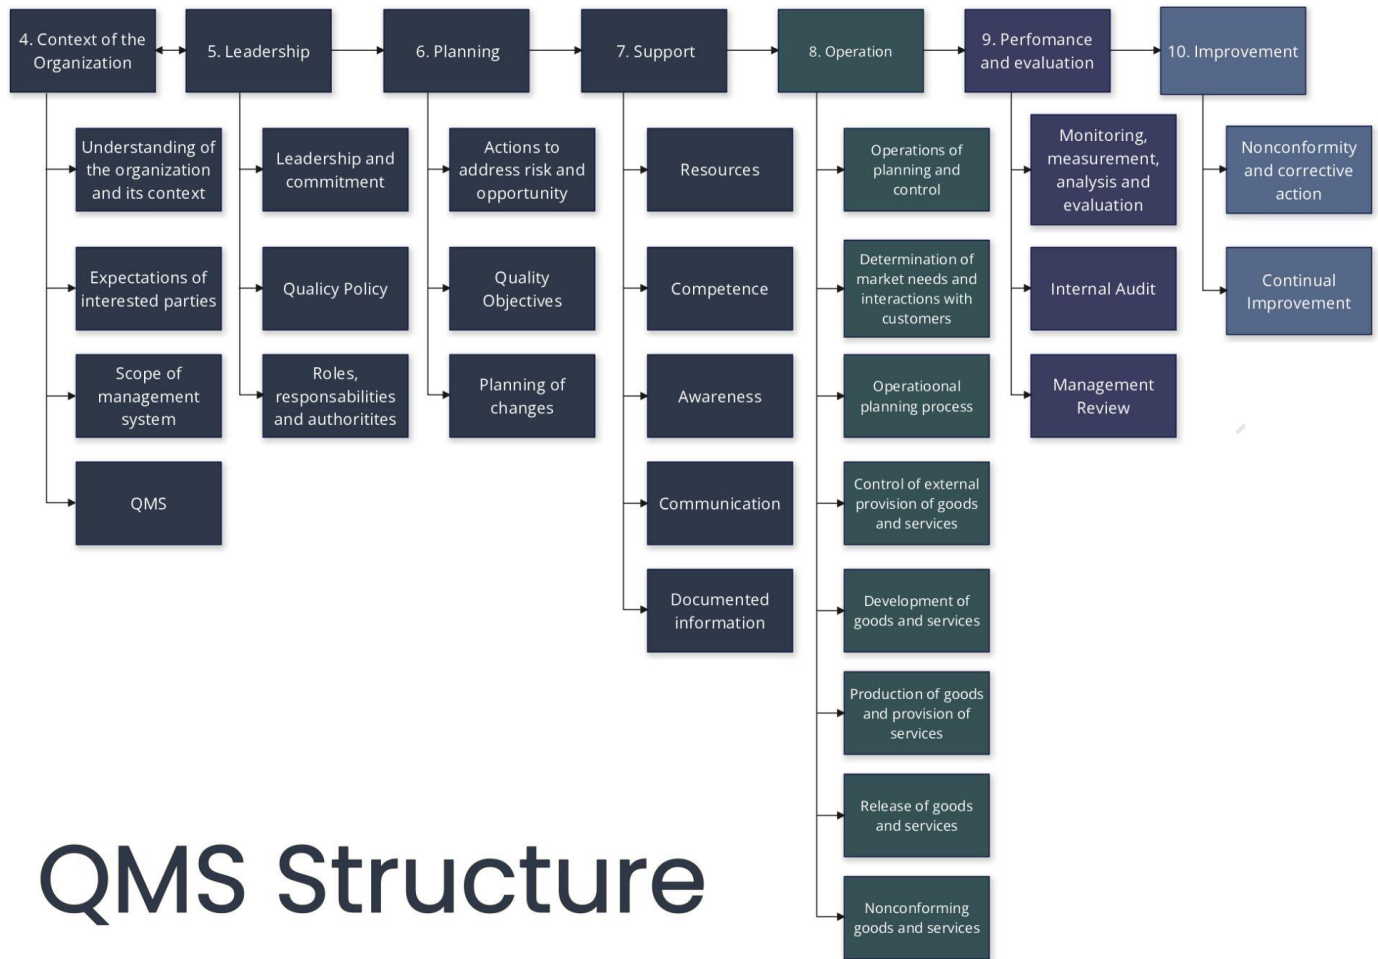 4. Context of the
Organization
5. Leadership
6. Planning
7. Support
8. Operation
9. Perfomance
and evaluation
10. Improvement
Understanding of
the organization
and its context
Expectations of
interested parties
Scope of
management
system
QMS
Leadership and
commitment
Qualicy Policy
Roles,
responsabilities
and authoritites
Actions to
address risk and
opportunity
Quality
Objectives
Planning of
changes
Resources
Competence
Awareness
Communication
Documented
information
Operations of
planning and
control
Determination of
market needs and
interactions with
customers
Operatioonal
planning process
Control of external
provision of goods
and services
Development of
goods and services
Production of goods
and provision of
services
Release of goods
and services
Nonconforming
goods and services
Monitoring,
measurement,
analysis and
evaluation
Internal Audit
Management
Review
Nonconformity
and corrective
action
Continual
Improvement
QMS Structure